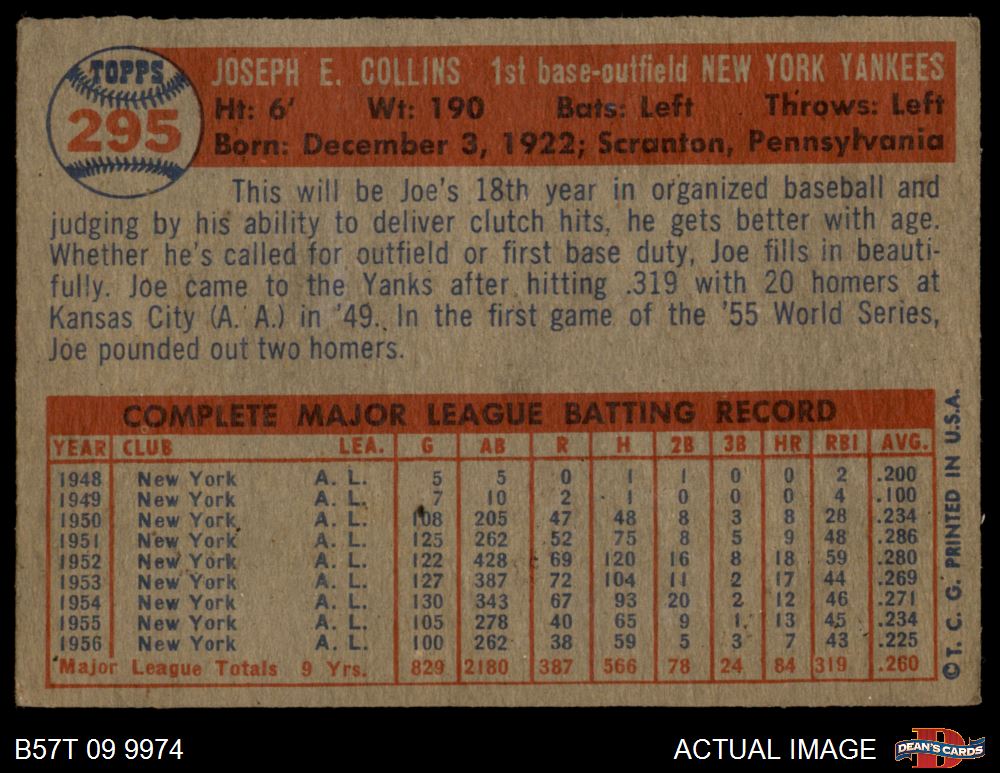 TOPPS
295
JOSEPH E. COLLINS 1st base-outfield NEW YORK YANKEES
Ht: 6' Wt: 190 Bats: Left Throws: Left
Born: December 3, 1922; Scranton, Pennsylvania
This will be Joe's 18th year in organized baseball and
judging by his ability to deliver clutch hits, he gets better with age.
Whether he's called for outfield or first base duty, Joe fills in beauti-
fully. Joe came to the Yanks after hitting .319 with 20 homers at
Kansas City (A. A.) in '49. In the first game of the '55 World Series,
Joe pounded out two homers.
COMPLETE MAJOR LEAGUE BATTING RECORD
YEAR CLUB LEA. G AB R H 2B 3B HR RBI AVG.
1948 New York A. L. 5 5 0 1 1 0 0 2 .200
1949 New York A. L. 7 10 2 1 0 0 0 4 .100
1950 New York A. L. 108 205 47 48 8 3 8 28 .234
1951 New York A. L. 125 262 52 75 8 5 9 48 .286
1952 New York A. L. 122 428 69 120 16 8 18 59 .280
1953 New York A. L. 127 387 72 104 11 2 17 44 .269
1954 New York A. L. 130 343 67 93 20 2 12 46 .271
1955 New York A. L. 105 278 40 65 9 1 13 45 .234
1956 New York A. L. 100 262 38 59 5 3 7 43 .225
Major League Totals 9 Yrs. 829 2180 387 566 78 24 84 319 .260
© T. C. G. PRINTED IN U.S.A.
B57T 09 9974
ACTUAL IMAGE
DEAN'S CARDS